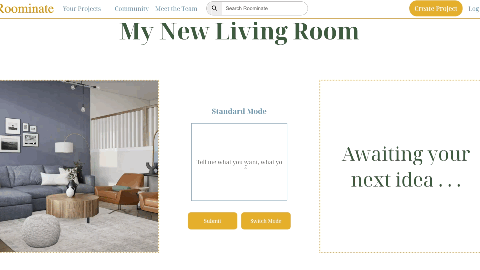 Roominate
Your Projects
Community
Meet the Team
Search Roominate
Create Project
Log
My New Living Room
Standard Mode
Tell me what you want, what yo
Submit
Switch Mode
Awaiting your
next idea . . .